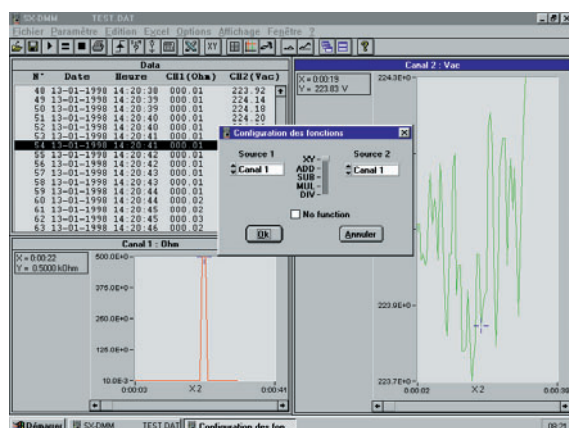 SX-DMM TEST.DAT
Fichier Paramètre Edition Excel Options Affichage Fenêtre ?
Data
N° Date Heure CH1(Ohm) CH2(Vac)
48 13-01-1998 14:20:38 000.01 223.92
49 13-01-1998 14:20:39 000.01 224.14
50 13-01-1998 14:20:39 000.01 224.18
51 13-01-1998 14:20:40 000.01 224.20
52 13-01-1998 14:20:40 000.01
53 13-01-1998 14:20:41 000.01
54 13-01-1998 14:20:41 000.01
55 13-01-1998 14:20:42 000.01
56 13-01-1998 14:20:42 000.01
57 13-01-1998 14:20:43 000.01
58 13-01-1998 14:20:43 000.01
59 13-01-1998 14:20:44 000.01
60 13-01-1998 14:20:44 000.02
61 13-01-1998 14:20:45 000.02
62 13-01-1998 14:20:45 000.03
63 13-01-1998 14:20:46 000.02
Canal 2 : Vac
X = 0:00:19
Y = 223.83 V
224.3E+0-
223.9E+0-
223.7E+0-
0:00:02 X 2 0:00:39
Configuration des fonctions
Source 1
Canal 1
XY
ADD
SUB
MUL
DIV
Source 2
Canal 1
No function
Ok
Annuler
Canal 1 : Ohm
X = 0:00:22
Y = 0.5000 kOhm
500.0E+0-
375.0E+0-
250.0E+0-
125.0E+0-
10.0E-3-
0:00:03 X 2 0:00:41
Démarrer SX-DMM TEST.DAT Configuration des fon... 08:21